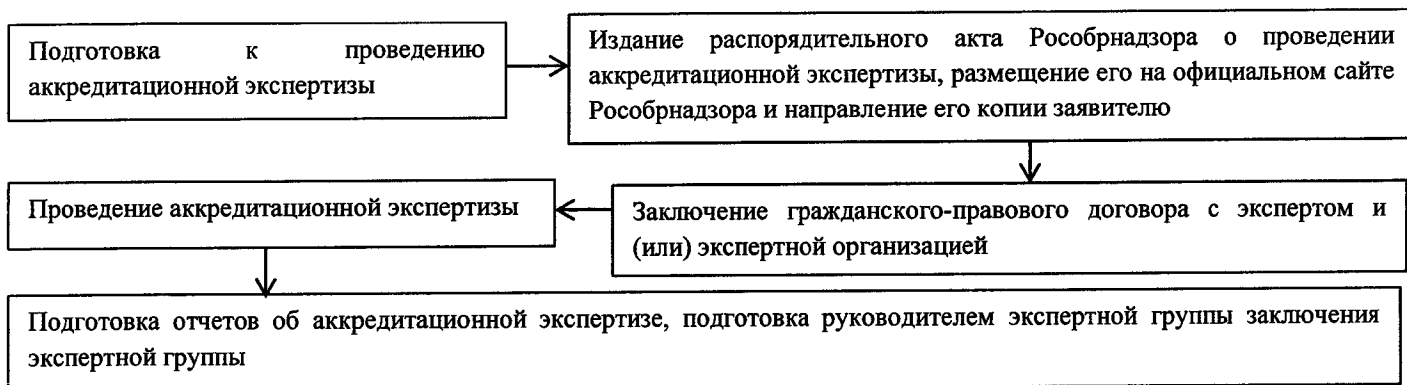 Подготовка к проведению
аккредитационной экспертизы
Издание распорядительного акта Рособрнадзора о проведении
аккредитационной экспертизы, размещение его на официальном сайте
Рособрнадзора и направление его копии заявителю
Проведение аккредитационной экспертизы
Заключение гражданского-правового договора с экспертом и
(или) экспертной организацией
Подготовка отчетов об аккредитационной экспертизе, подготовка руководителем экспертной группы заключения
экспертной группы